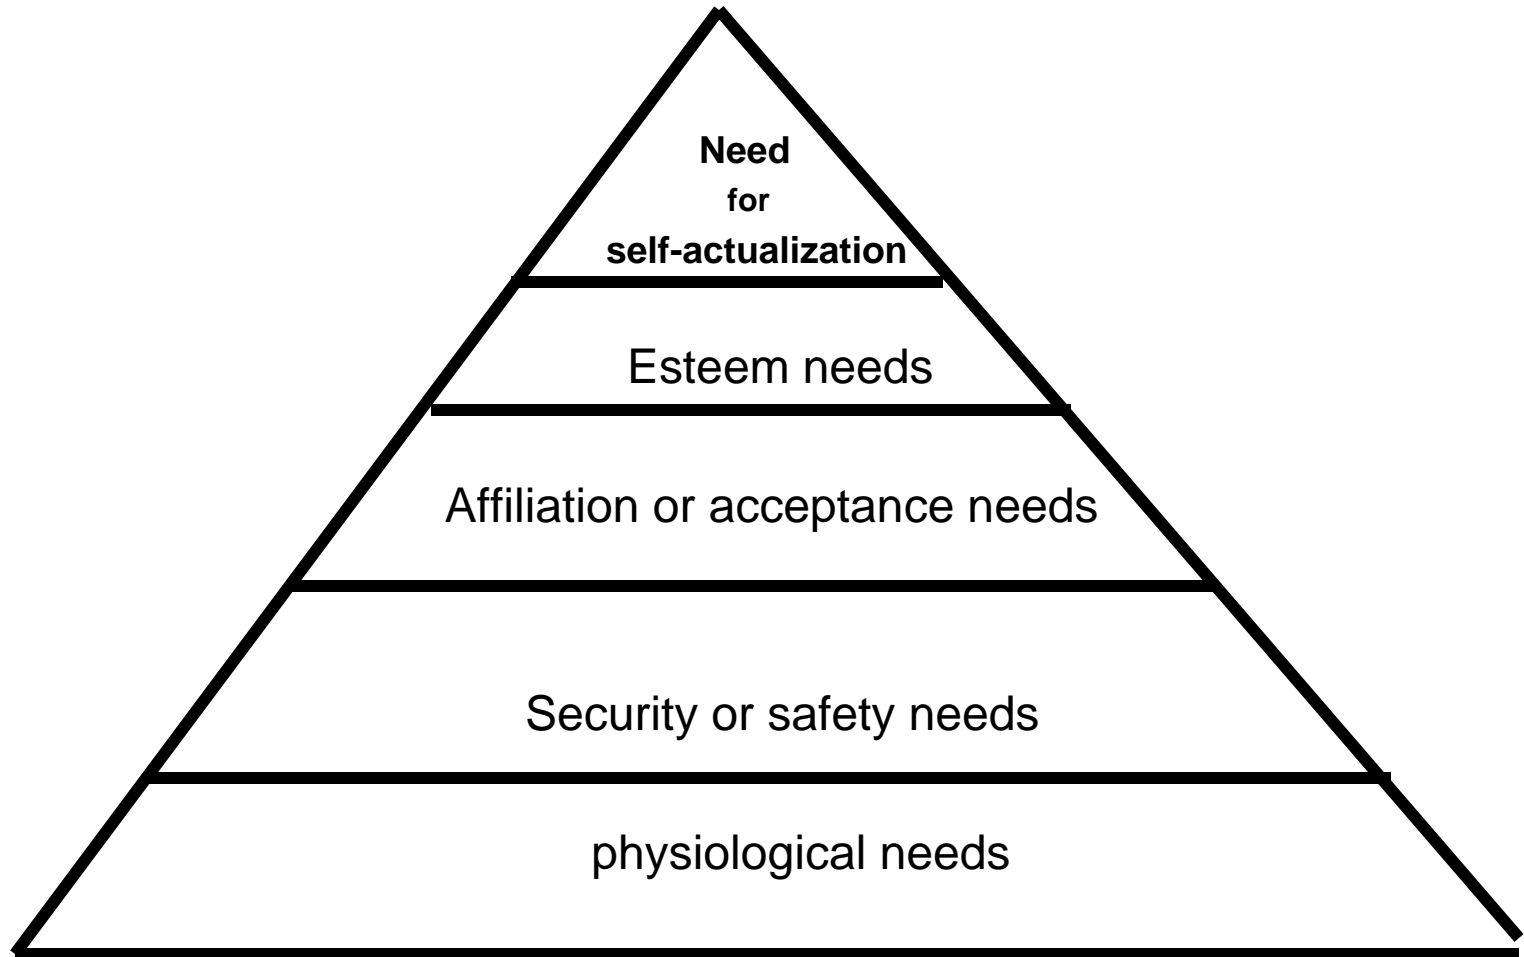 Need
for
self-actualization
Esteem needs
Affiliation or acceptance needs
Security or safety needs
physiological needs